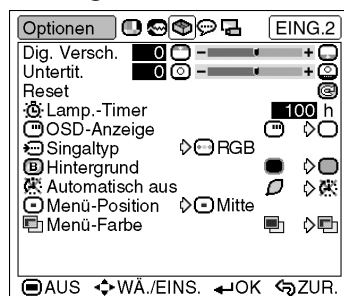 Optionen EING.2
Dig. Versch. 0 − +
Untertit. 0 − +
Reset
Lamp.-Timer 100 h
OSD-Anzeige
Singaltyp RGB
B Hintergrund
Automatisch aus
Menü-Position Mitte
Menü-Farbe
AUS WÄ./EINS. OK ZUR.